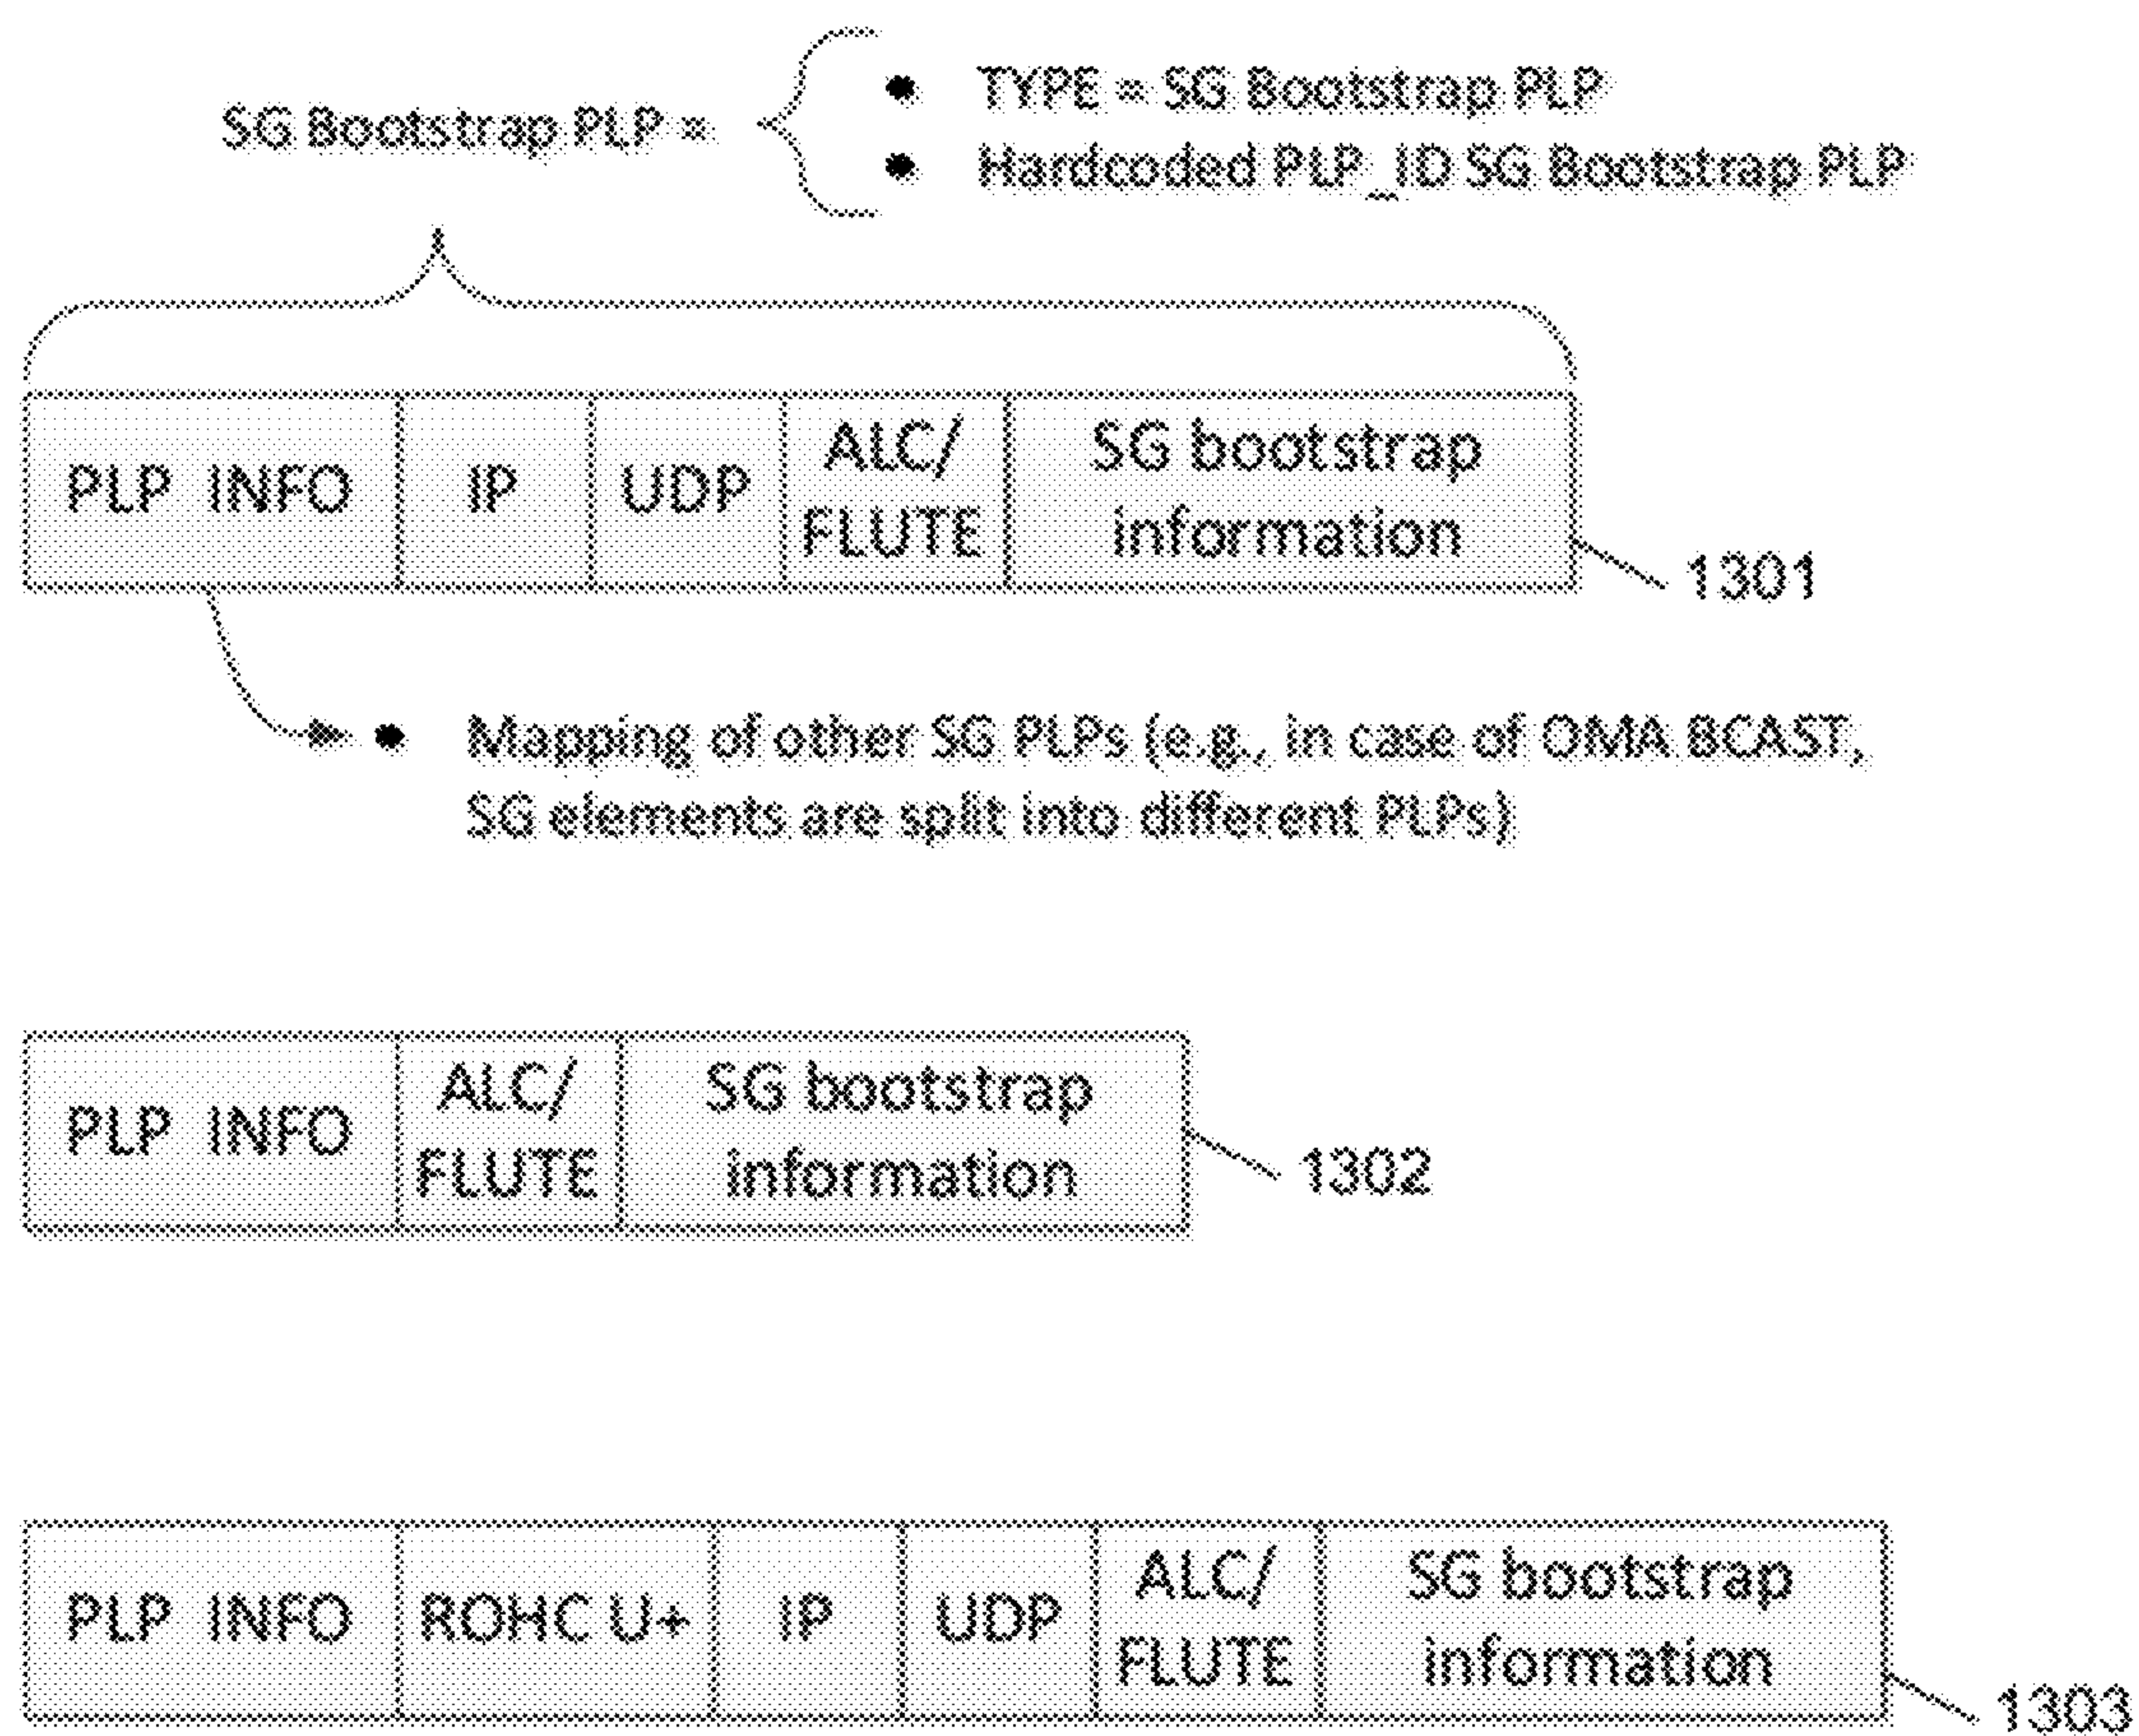 SG Bootstrap PLP =
• TYPE = SG Bootstrap PLP
• Hardcoded PLP_ID SG Bootstrap PLP
PLP INFO
IP
UDP
ALC/
FLUTE
SG bootstrap
information
1301
• Mapping of other SG PLPs (e.g., in case of OMA BCAST,
SG elements are split into different PLPs)
PLP INFO
ALC/
FLUTE
SG bootstrap
information
1302
PLP INFO
ROHC U+
IP
UDP
ALC/
FLUTE
SG bootstrap
information
1303